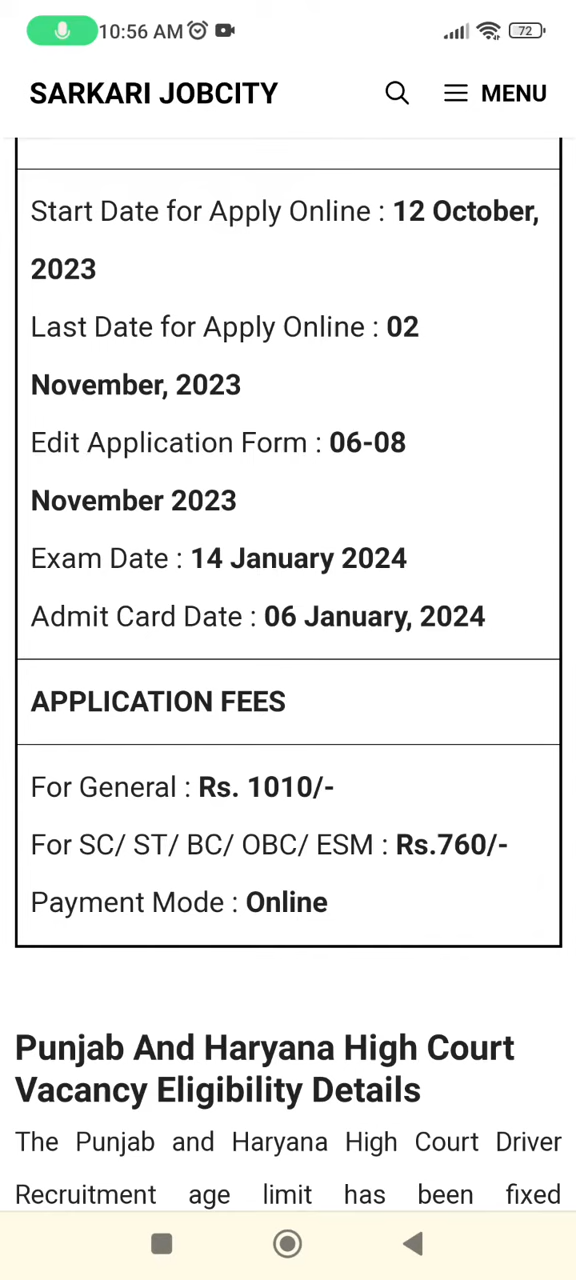 10:56 AM
72
SARKARI JOBCITY
MENU
Start Date for Apply Online : 12 October,
2023
Last Date for Apply Online : 02
November, 2023
Edit Application Form : 06-08
November 2023
Exam Date : 14 January 2024
Admit Card Date : 06 January, 2024
APPLICATION FEES
For General : Rs. 1010/-
For SC/ ST/ BC/ OBC/ ESM : Rs.760/-
Payment Mode : Online
Punjab And Haryana High Court
Vacancy Eligibility Details
The Punjab and Haryana High Court Driver
Recruitment age limit has been fixed